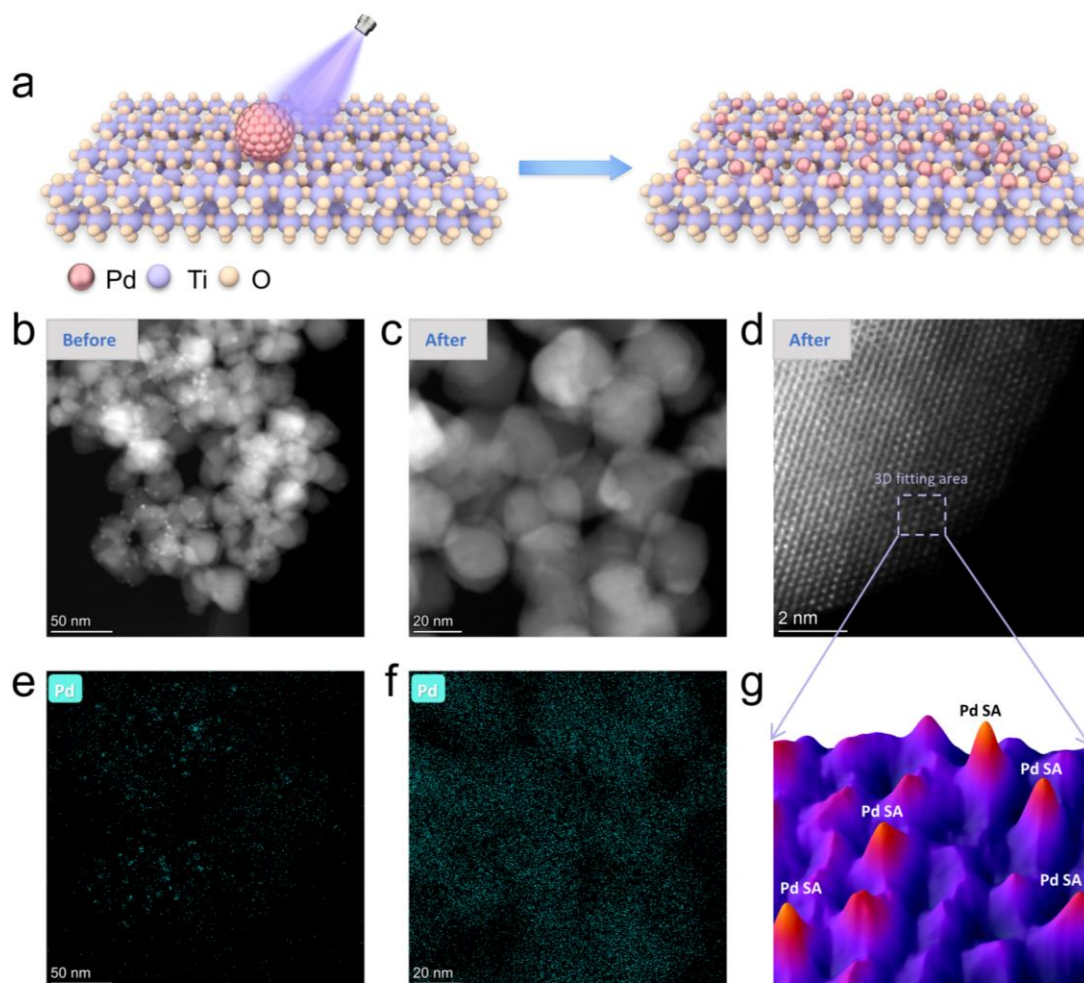 a
Pd Ti O
b
Before
50 nm
c
After
20 nm
d
After
3D fitting area
2 nm
e
Pd
50 nm
f
Pd
20 nm
g
Pd SA
Pd SA
Pd SA
Pd SA
Pd SA